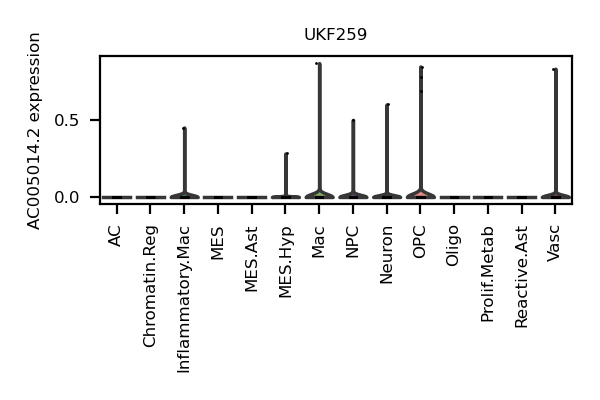 UKF259
AC005014.2 expression
0.5
0.0
AC
Chromatin.Reg
Inflammatory.Mac
MES
MES.Ast
MES.Hyp
Mac
NPC
Neuron
OPC
Oligo
Prolif.Metab
Reactive.Ast
Vasc